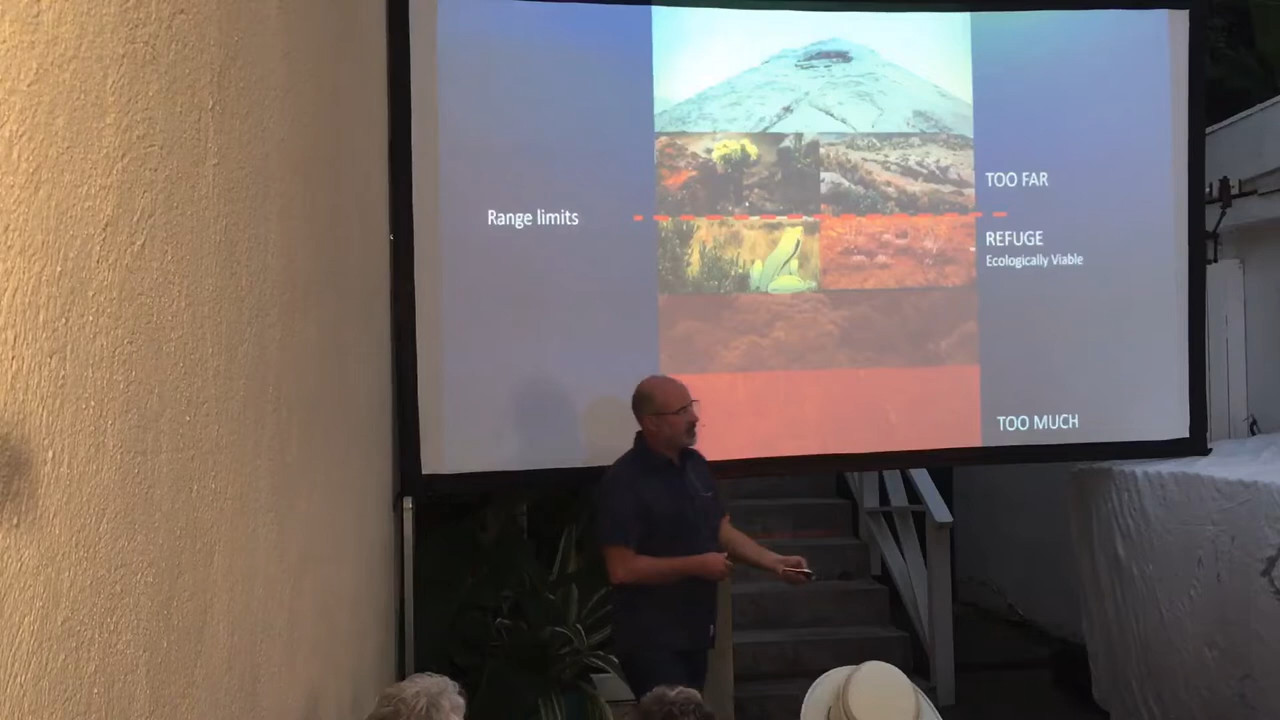 TOO FAR
Range limits
REFUGE
Ecologically Viable
TOO MUCH